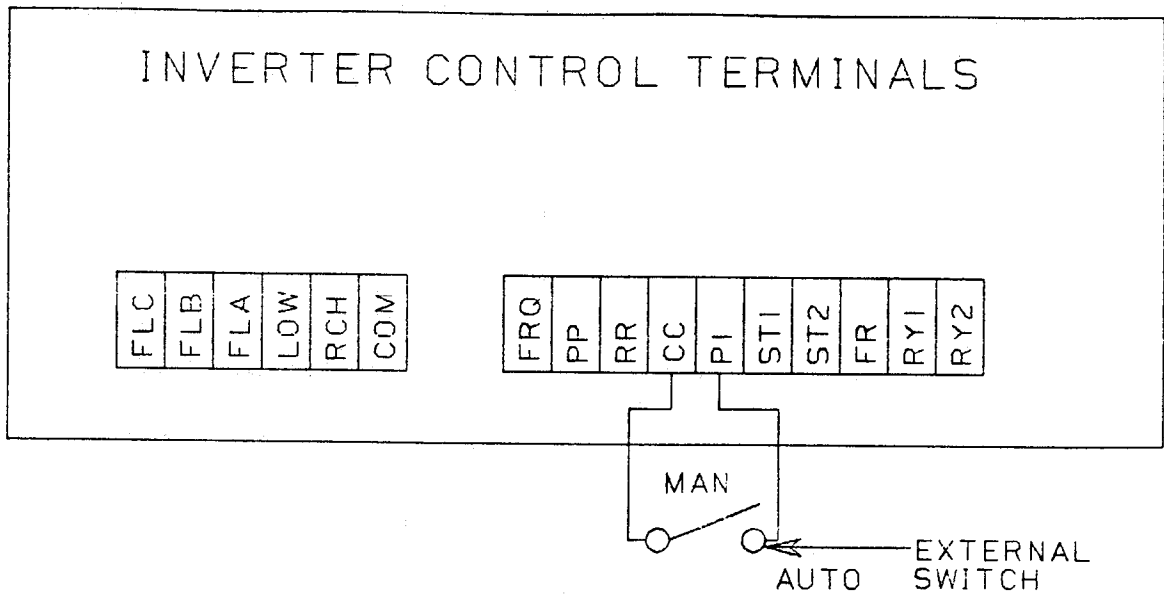 INVERTER CONTROL TERMINALS
FLC
FLB
FLA
LOW
RCH
COM
FRQ
PP
RR
CC
PI
ST1
ST2
FR
RY1
RY2
MAN
AUTO
EXTERNAL
SWITCH